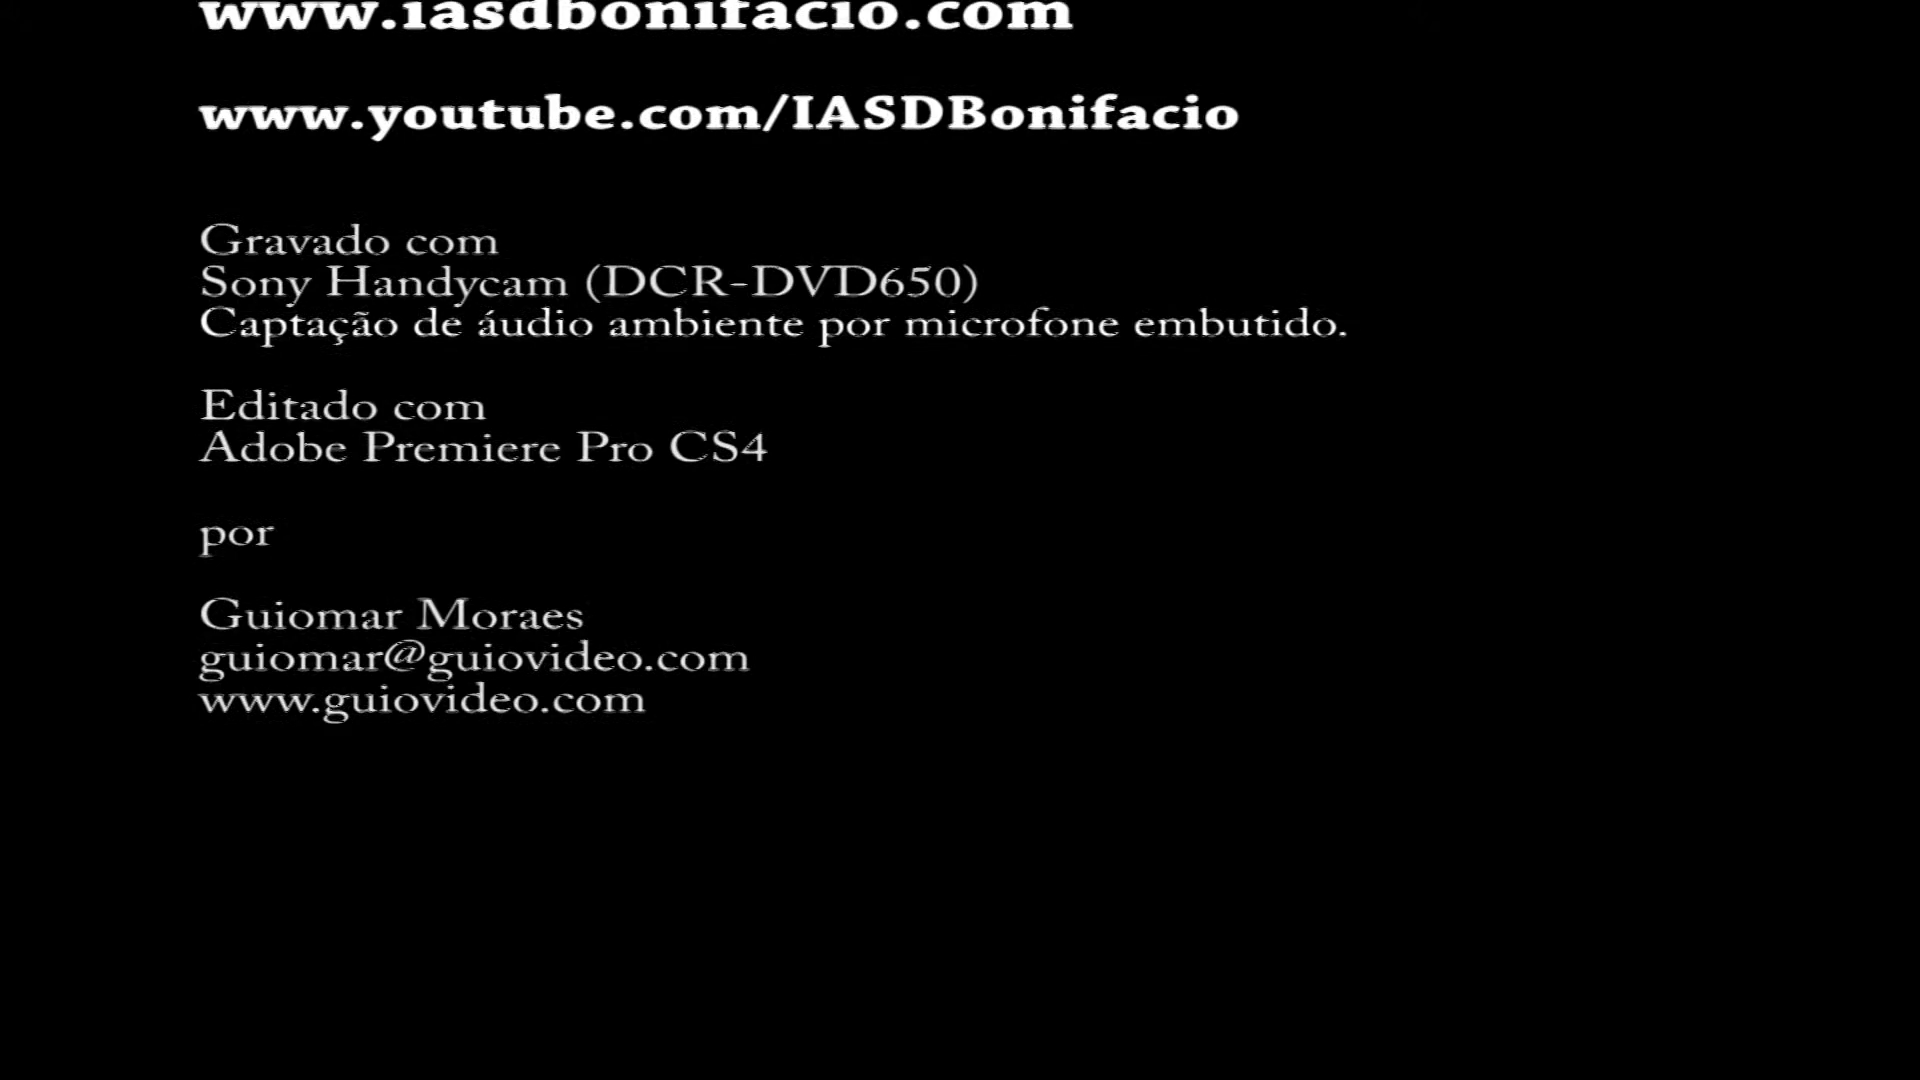 www.iasdbonifacio.com
www.youtube.com/IASDBonifacio
Gravado com
Sony Handycam (DCR-DVD650)
Captação de áudio ambiente por microfone embutido.
Editado com
Adobe Premiere Pro CS4
por
Guiomar Moraes
guiomar@guiovideo.com
www.guiovideo.com